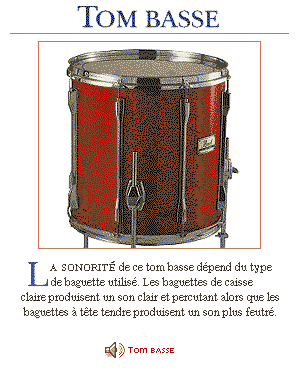 TOM BASSE
LA SONORITÉ de ce tom basse dépend du type
de baguette utilisé. Les baguettes de caisse
claire produisent un son clair et percutant alors que les
baguettes à tête tendre produisent un son plus feutré.
TOM BASSE